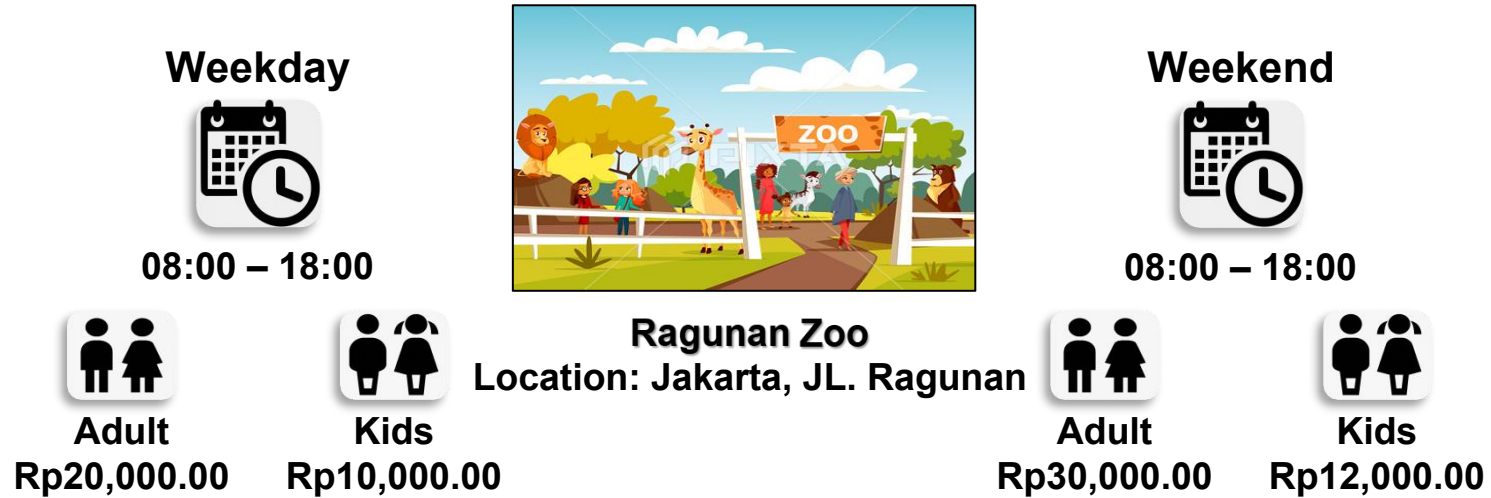 Weekday
08:00 – 18:00
Adult
Rp20,000.00
Kids
Rp10,000.00
ZOO
Ragunan Zoo
Location: Jakarta, JL. Ragunan
Weekend
08:00 – 18:00
Adult
Rp30,000.00
Kids
Rp12,000.00